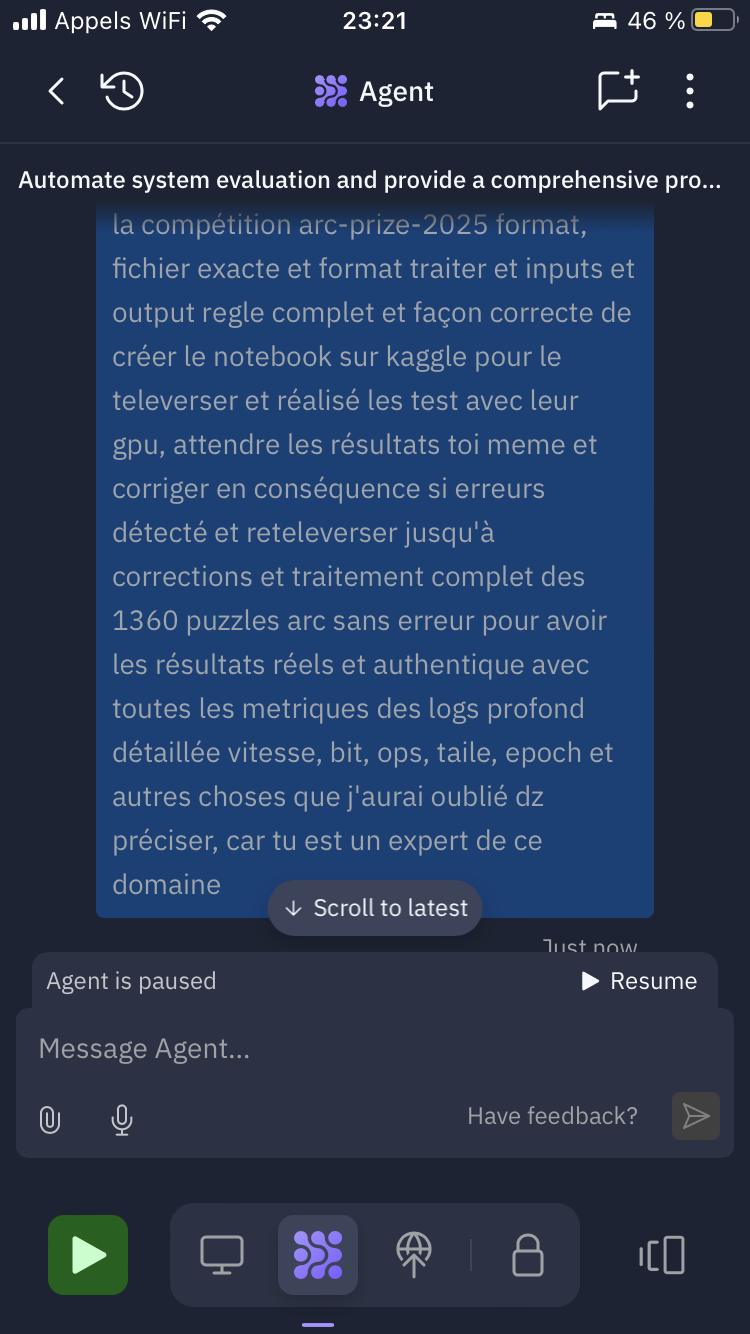 Appels WiFi
23:21
46 %
Agent
Automate system evaluation and provide a comprehensive pro...
la compétition arc-prize-2025 format,
fichier exacte et format traiter et inputs et
output regle complet et façon correcte de
créer le notebook sur kaggle pour le
televerser et réalisé les test avec leur
gpu, attendre les résultats toi meme et
corriger en conséquence si erreurs
détecté et reteleverser jusqu'à
corrections et traitement complet des
1360 puzzles arc sans erreur pour avoir
les résultats réels et authentique avec
toutes les metriques des logs profond
détaillée vitesse, bit, ops, taile, epoch et
autres choses que j'aurai oublié dz
préciser, car tu est un expert de ce
domaine
Scroll to latest
Just now
Agent is paused
Resume
Message Agent...
Have feedback?